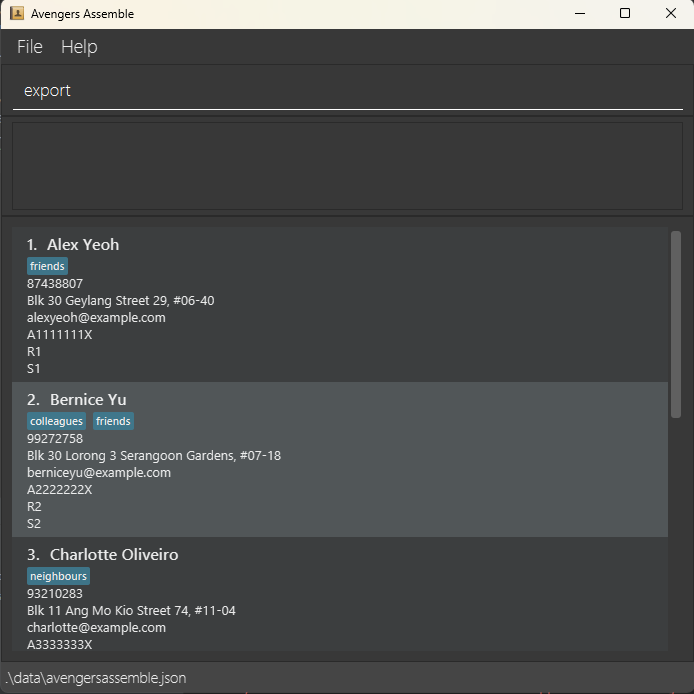 Avengers Assemble
File Help
export
1. Alex Yeoh
friends
87438807
Blk 30 Geylang Street 29, #06-40
alexyeoh@example.com
A1111111X
R1
S1
2. Bernice Yu
colleagues friends
99272758
Blk 30 Lorong 3 Serangoon Gardens, #07-18
berniceyu@example.com
A2222222X
R2
S2
3. Charlotte Oliveiro
neighbours
93210283
Blk 11 Ang Mo Kio Street 74, #11-04
charlotte@example.com
A3333333X
.\data\avengersassemble.json